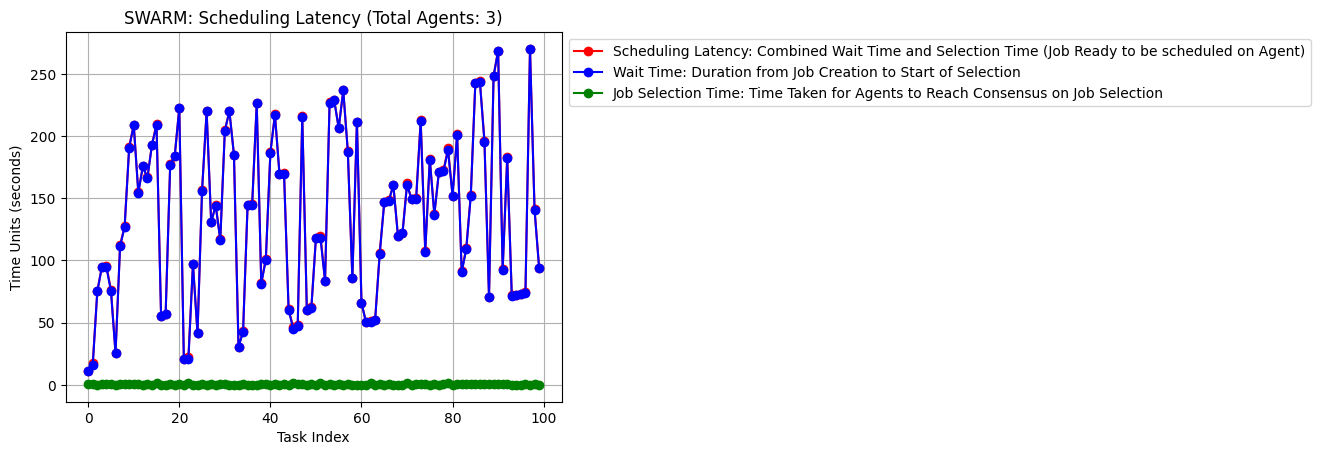 SWARM: Scheduling Latency (Total Agents: 3)
Scheduling Latency: Combined Wait Time and Selection Time (Job Ready to be scheduled on Agent)
Wait Time: Duration from Job Creation to Start of Selection
Job Selection Time: Time Taken for Agents to Reach Consensus on Job Selection
Time Units (seconds)
250
200
150
100
50
0
0 20 40 60 80 100
Task Index